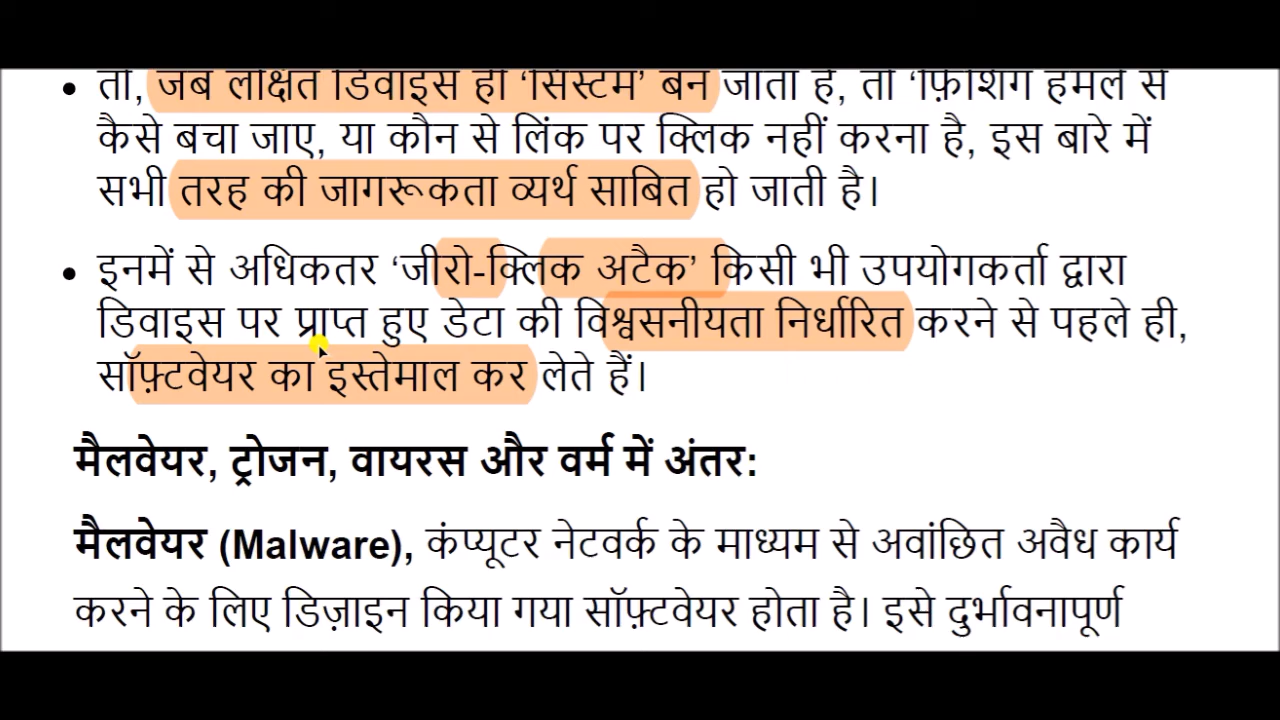 तो, जब लक्षित डिवाइस ही ‘सिस्टम’ बन जाता है, तो ‘फ़िशिंग हमले से
कैसे बचा जाए, या कौन से लिंक पर क्लिक नहीं करना है, इस बारे में
सभी तरह की जागरूकता व्यर्थ साबित हो जाती है।
इनमें से अधिकतर ‘जीरो-क्लिक अटैक’ किसी भी उपयोगकर्ता द्वारा
डिवाइस पर प्राप्त हुए डेटा की विश्वसनीयता निर्धारित करने से पहले ही,
सॉफ़्टवेयर का इस्तेमाल कर लेते हैं।
मैलवेयर, ट्रोजन, वायरस और वर्म में अंतर:
मैलवेयर (Malware), कंप्यूटर नेटवर्क के माध्यम से अवांछित अवैध कार्य
करने के लिए डिज़ाइन किया गया सॉफ़्टवेयर होता है। इसे दुर्भावनापूर्ण